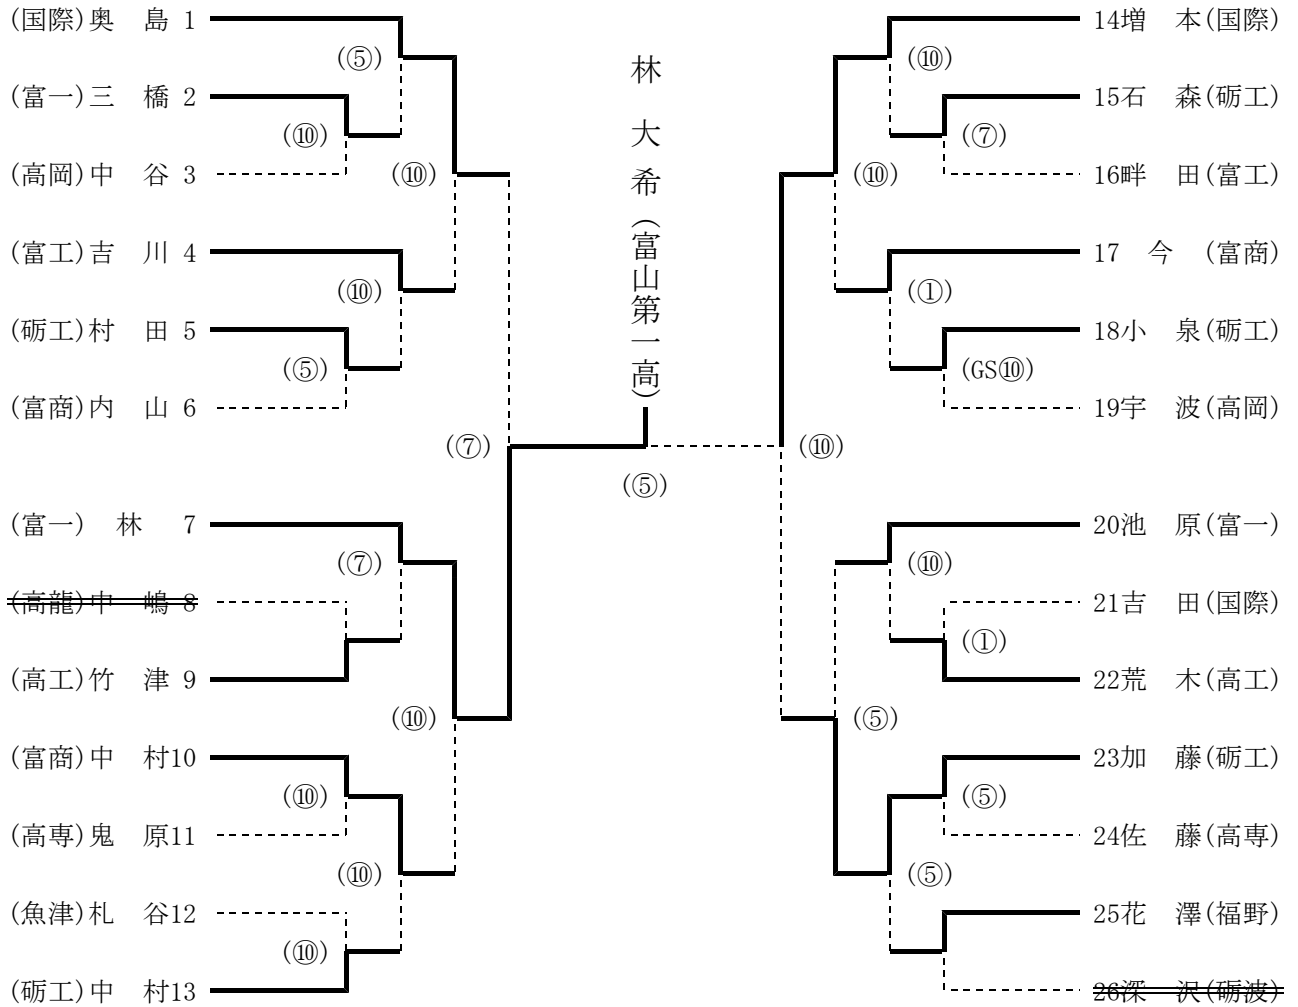 (国際)奥　島 1
(⑤)
(富一)三　橋 2
(⑩)
(高岡)中　谷 3
(⑩)
(富工)吉　川 4
(⑩)
(砺工)村　田 5
(⑤)
(富商)内　山 6
(⑦)
(富一)　林　 7
(⑦)
(高龍)中　嶋 8
(高工)竹　津 9
(⑩)
(富商)中　村10
(⑩)
(高専)鬼　原11
(⑩)
(魚津)札　谷12
(⑩)
(砺工)中　村13
林　大　希（富山第一高）
(⑤)
14増　本(国際)
(⑩)
15石　森(砺工)
(⑦)
16畔　田(富工)
(⑩)
17　今　(富商)
(①)
18小　泉(砺工)
(GS⑩)
19宇　波(高岡)
(⑩)
20池　原(富一)
(⑩)
21吉　田(国際)
(①)
22荒　木(高工)
(⑤)
23加　藤(砺工)
(⑤)
24佐　藤(高専)
(⑤)
25花　澤(福野)
26深　沢(砺波)